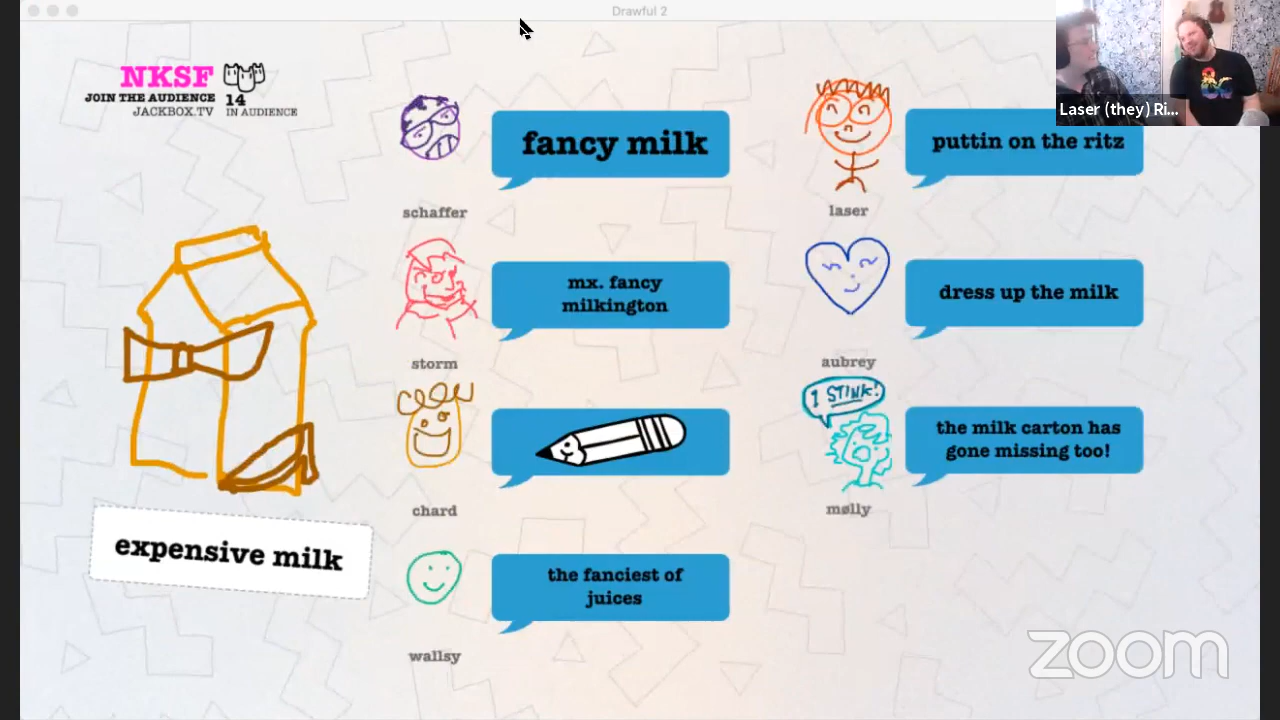 Drawful 2
NKSF
JOIN THE AUDIENCE
JACKBOX.TV
14
IN AUDIENCE
Laser (they) Ri...
fancy milk
schaffer
puttin on the ritz
laser
mx. fancy
milkington
storm
dress up the milk
aubrey
chard
I STINK!
the milk carton has
gone missing too!
mølly
expensive milk
the fanciest of
juices
wallsy
zoom